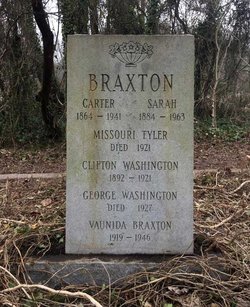 BRAXTON
CARTER SARAH
1864 – 1941 1884 – 1963
MISSOURI TYLER
DIED 1921
CLIFTON WASHINGTON
1892 – 1921
GEORGE WASHINGTON
DIED 1927
VAUNIDA BRAXTON
1919 – 1946